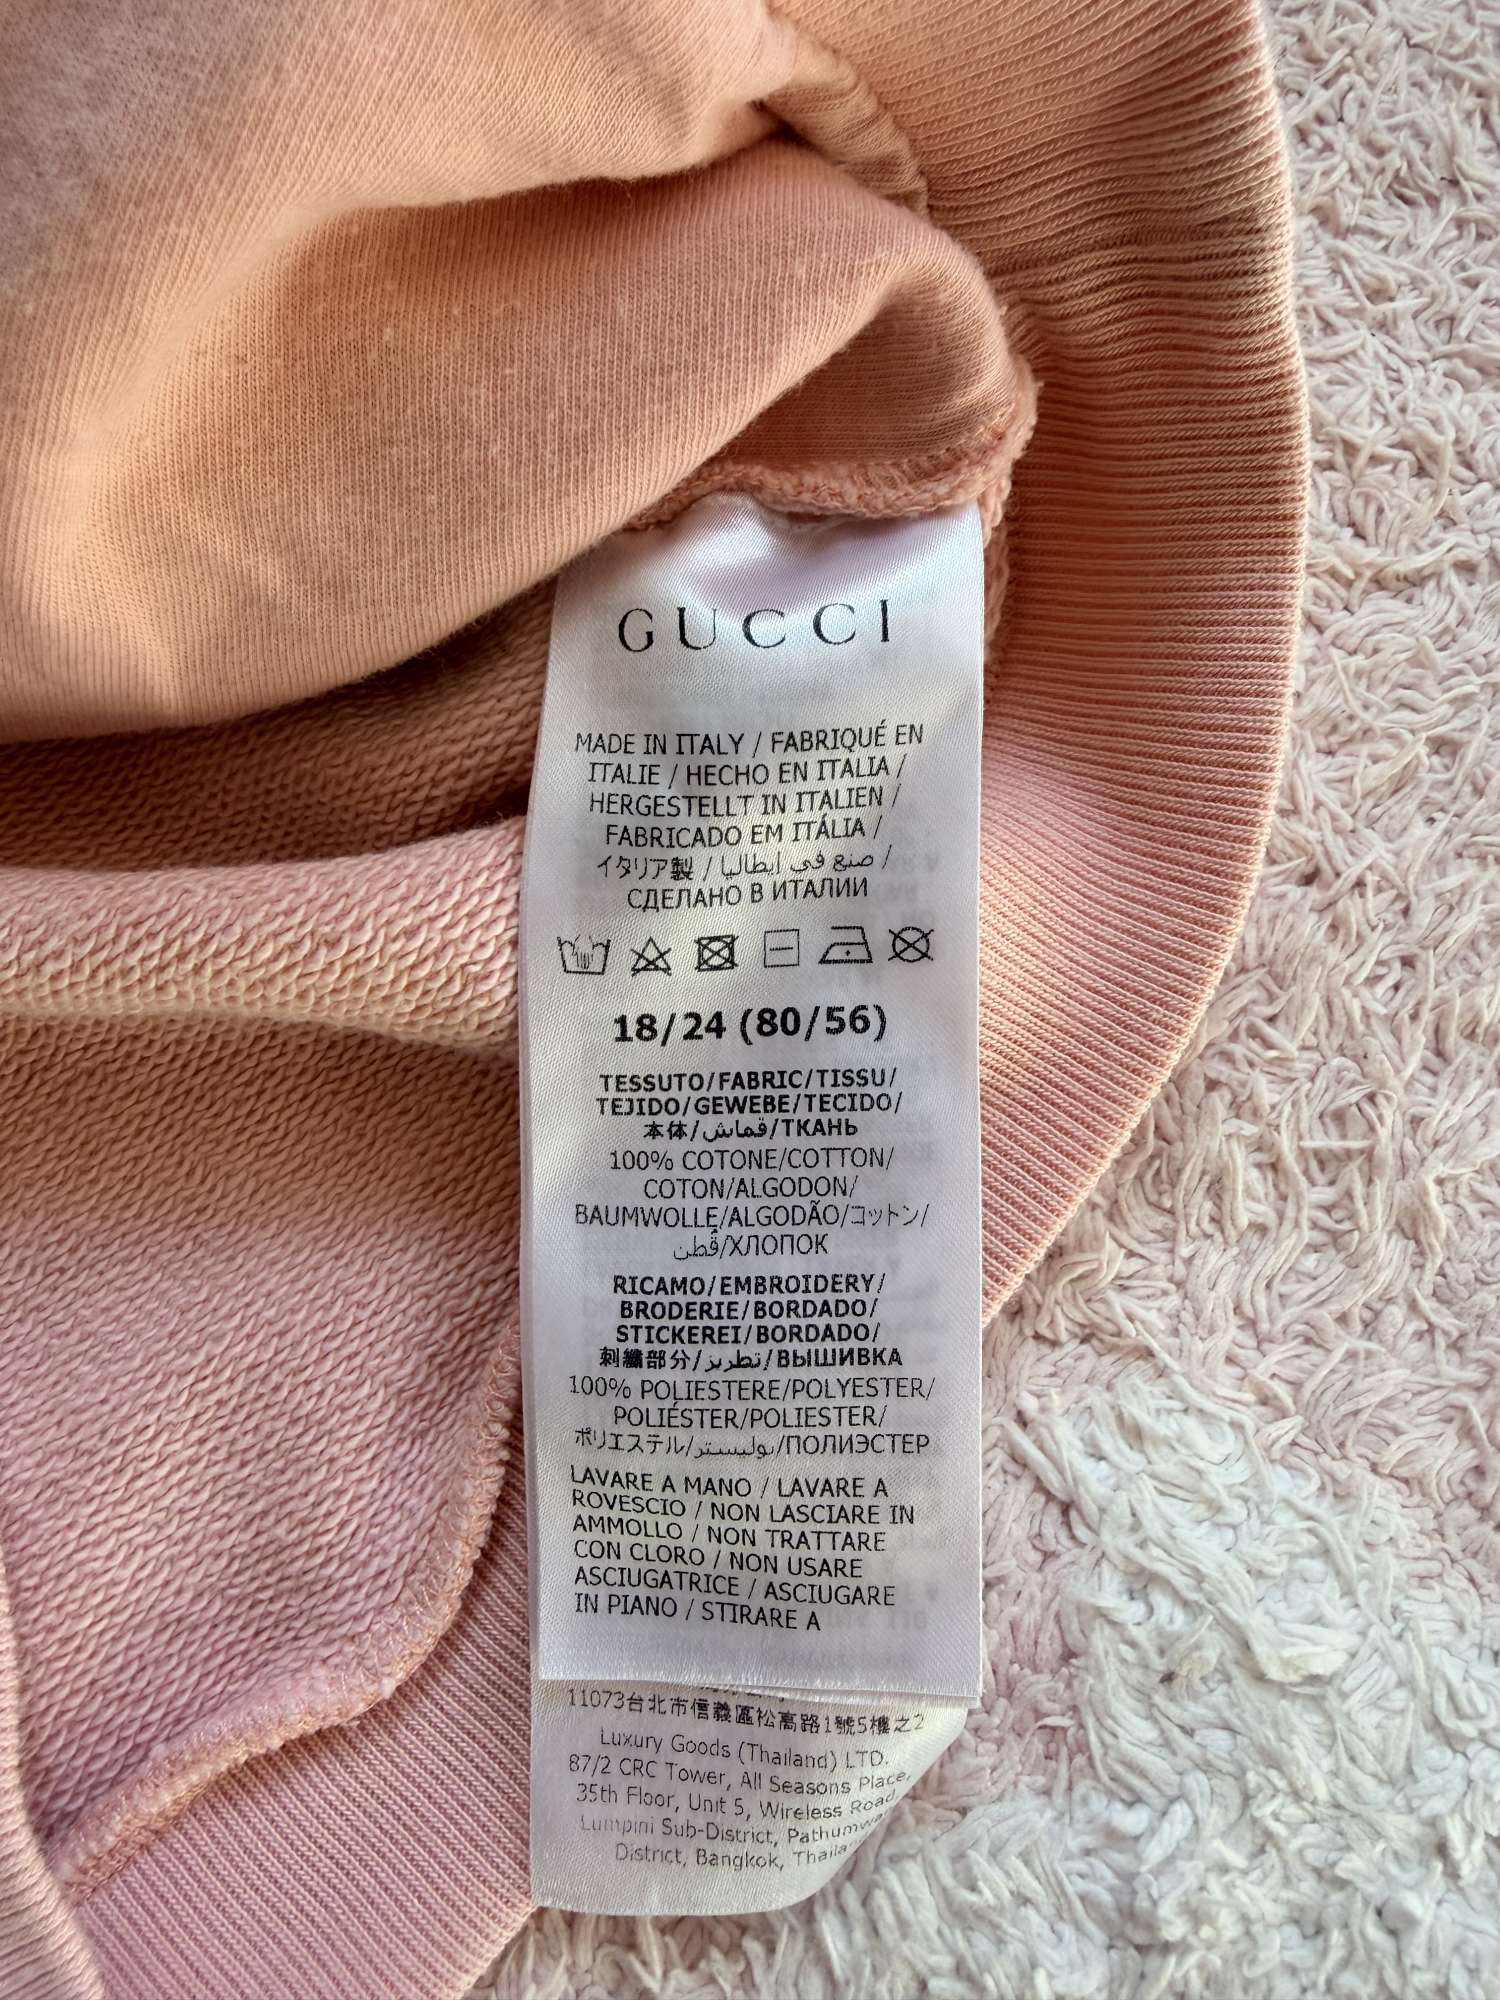 GUCCI
MADE IN ITALY / FABRIQUÉ EN
ITALIE / HECHO EN ITALIA /
HERGESTELLT IN ITALIEN /
FABRICADO EM ITÁLIA /
イタリア製 / صنع في ايطاليا /
СДЕЛАНО В ИТАЛИИ
18/24 (80/56)
TESSUTO/FABRIC/TISSU/
TEJIDO/GEWEBE/TECIDO/
本体/قماش/ТКАНЬ
100% COTONE/COTTON/
COTON/ALGODON/
BAUMWOLLE/ALGODÃO/コットン/
قُطن/ХЛОПОК
RICAMO/EMBROIDERY/
BRODERIE/BORDADO/
STICKEREI/BORDADO/
刺繍部分/تطريز/ВЫШИВКА
100% POLIESTERE/POLYESTER/
POLIÉSTER/POLIESTER/
ポリエステル/بوليستر/ПОЛИЭСТЕР
LAVARE A MANO / LAVARE A
ROVESCIO / NON LASCIARE IN
AMMOLLO / NON TRATTARE
CON CLORO / NON USARE
ASCIUGATRICE / ASCIUGARE
IN PIANO / STIRARE A
11073台北市信義區松高路1號5樓之2
Luxury Goods (Thailand) LTD.
87/2 CRC Tower, All Seasons Place,
35th Floor, Unit 5, Wireless Road
Lumpini Sub-District, Pathumwa
District, Bangkok, Thaila